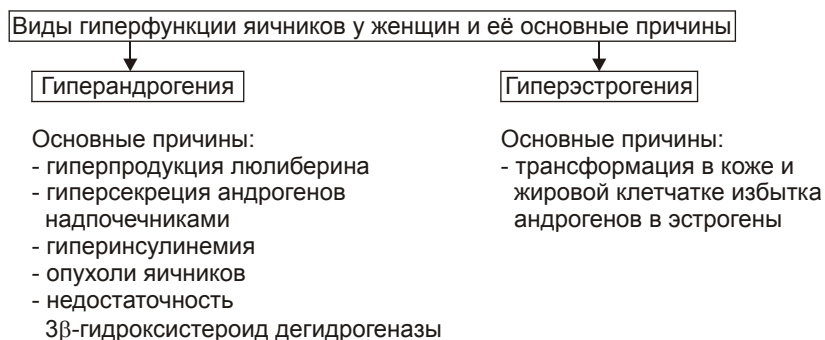 Виды гиперфункции яичников у женщин и её основные причины
Гиперандрогения
Основные причины:
- гиперпродукция люлиберина
- гиперсекреция андрогенов
надпочечниками
- гиперинсулинемия
- опухоли яичников
- недостаточность
3β-гидроксистероид дегидрогеназы
Гиперэстрогения
Основные причины:
- трансформация в коже и
жировой клетчатке избытка
андрогенов в эстрогены